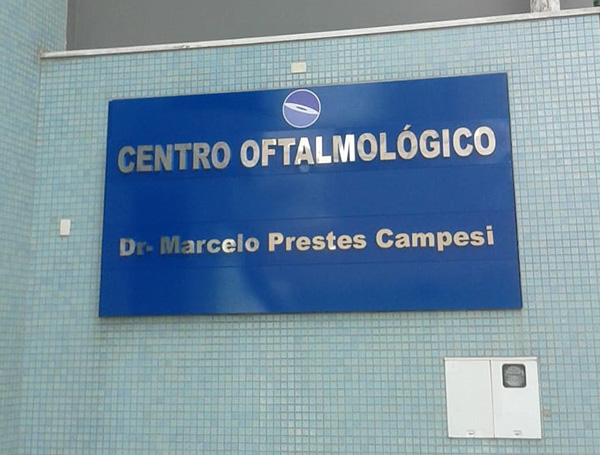 CENTRO OFTALMOLÓGICO
Dr- Marcelo Prestes Campesi